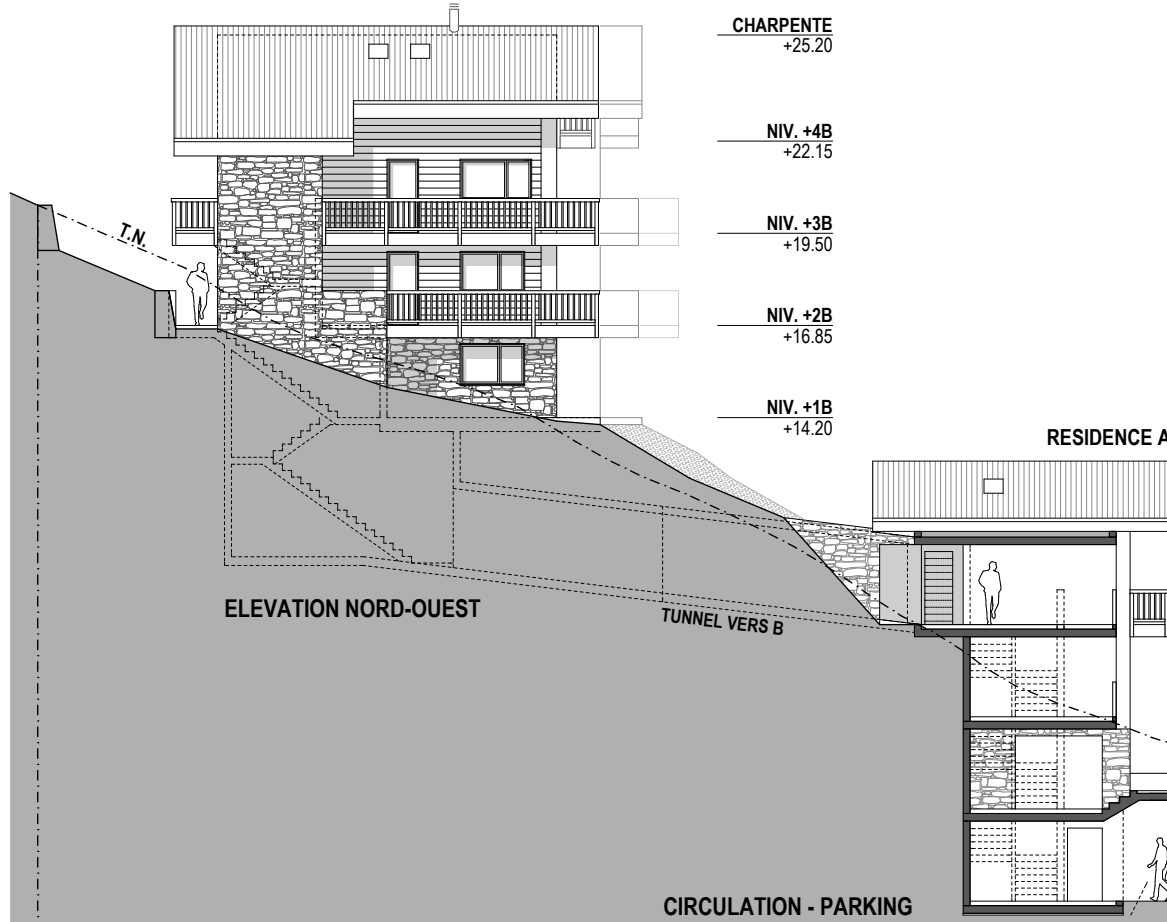 CHARPENTE
+25.20
NIV. +4B
+22.15
T.N.
NIV. +3B
+19.50
NIV. +2B
+16.85
NIV. +1B
+14.20
RESIDENCE A
ELEVATION NORD-OUEST
TUNNEL VERS B
CIRCULATION - PARKING